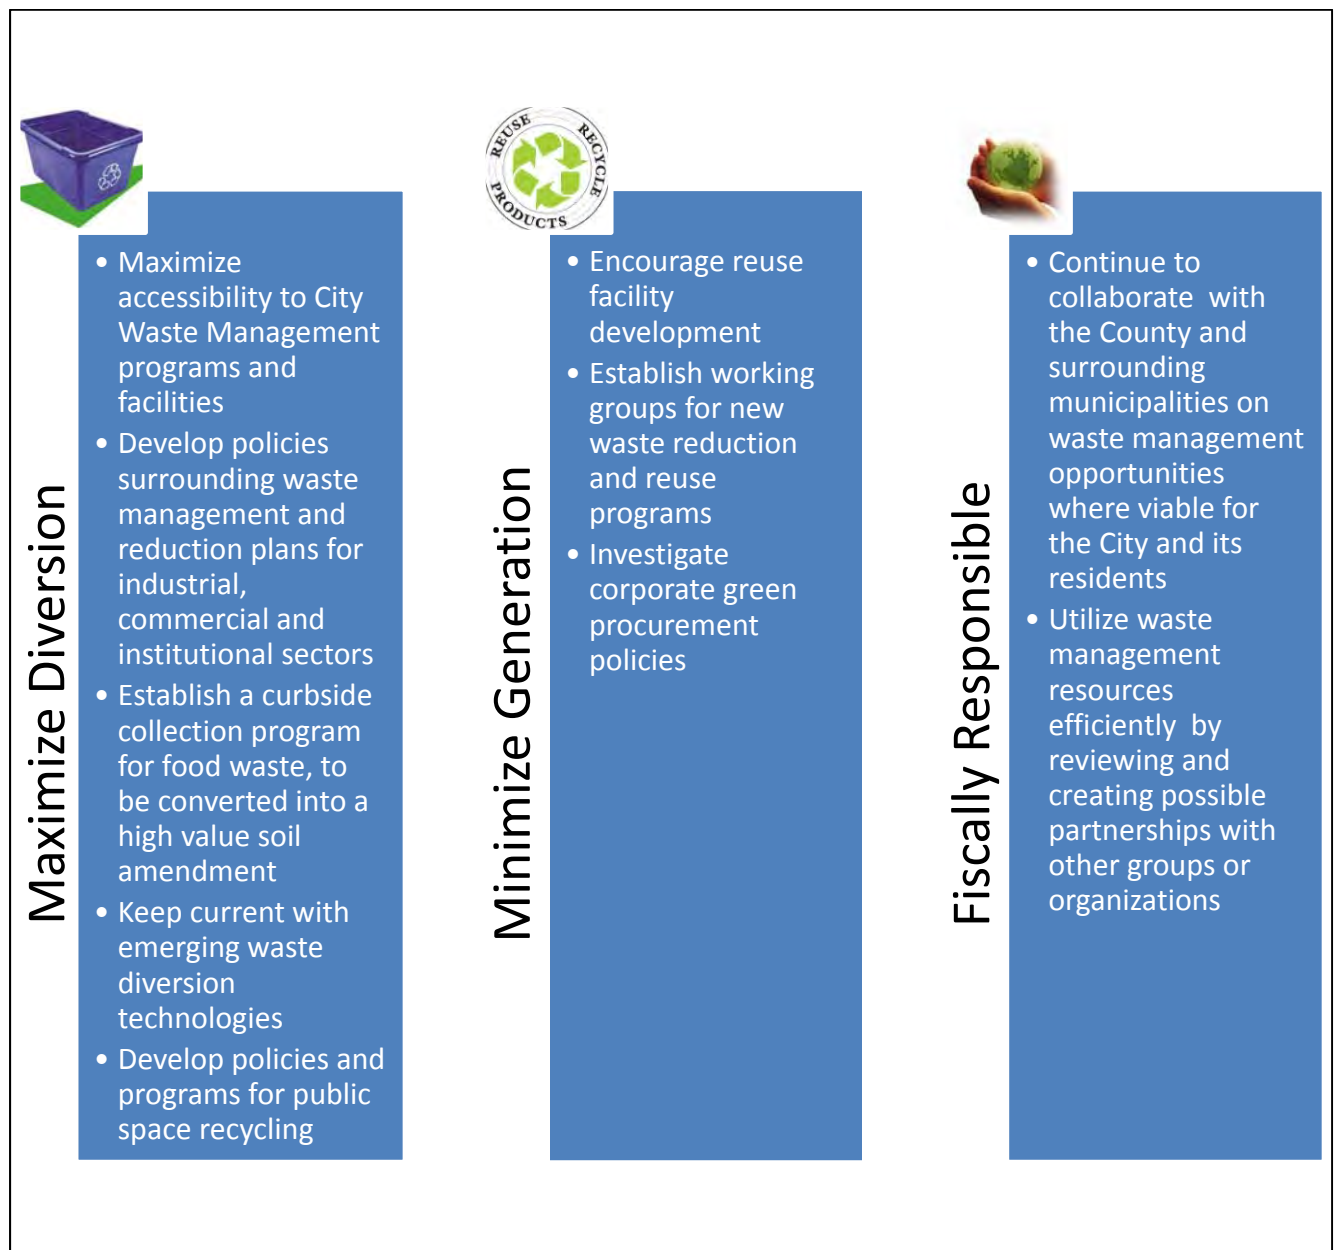 REUSE
RECYCLE
PRODUCTS
Maximize Diversion
• Maximize
accessibility to City
Waste Management
programs and
facilities
• Develop policies
surrounding waste
management and
reduction plans for
industrial,
commercial and
institutional sectors
• Establish a curbside
collection program
for food waste, to
be converted into a
high value soil
amendment
• Keep current with
emerging waste
diversion
technologies
• Develop policies and
programs for public
space recycling
Minimize Generation
• Encourage reuse
facility
development
• Establish working
groups for new
waste reduction
and reuse
programs
• Investigate
corporate green
procurement
policies
Fiscally Responsible
• Continue to
collaborate with
the County and
surrounding
municipalities on
waste management
opportunities
where viable for
the City and its
residents
• Utilize waste
management
resources
efficiently by
reviewing and
creating possible
partnerships with
other groups or
organizations